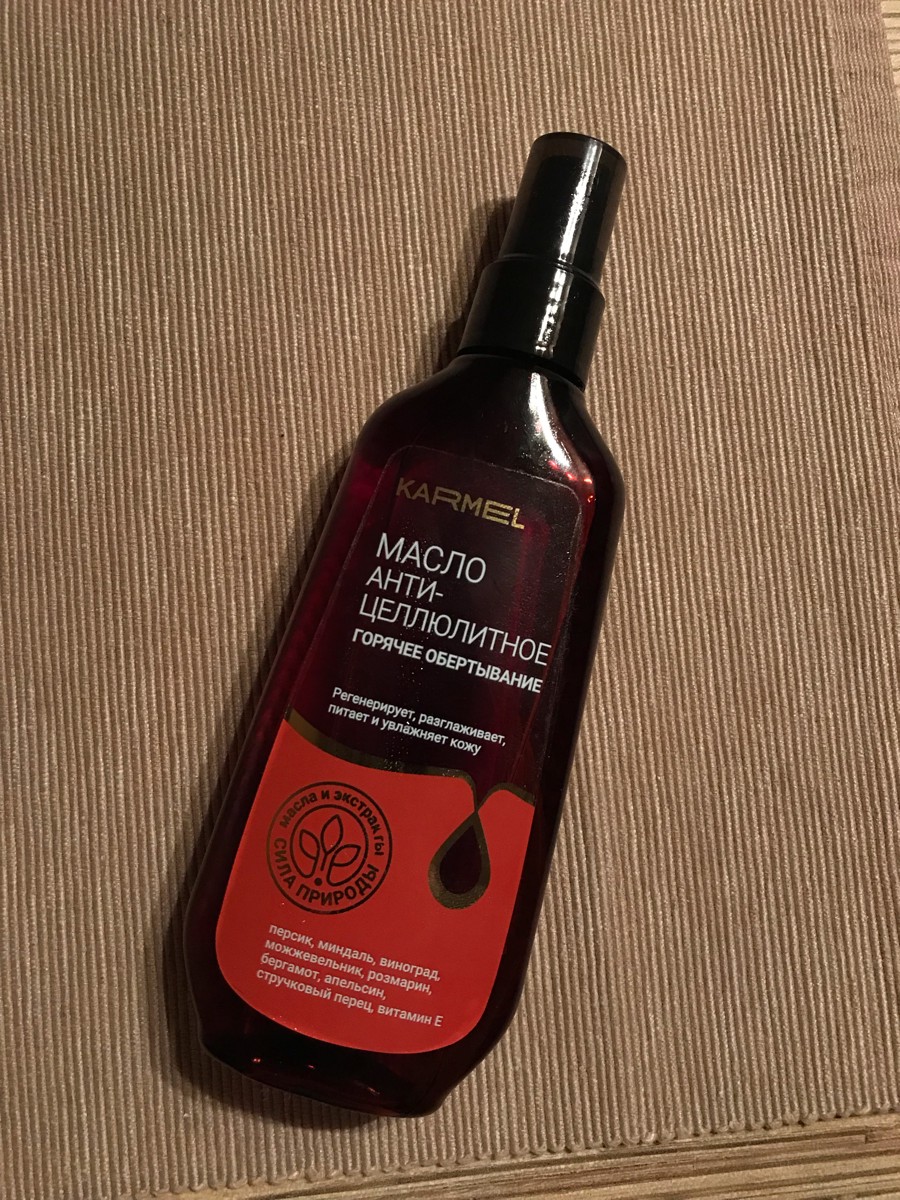 KARMEL
МАСЛО
АНТИ-
ЦЕЛЛЮЛИТНОЕ
ГОРЯЧЕЕ ОБЕРТЫВАНИЕ
Регенерирует, разглаживает,
питает и увлажняет кожу
масла и экстракты
СИЛА ПРИРОДЫ
персик, миндаль, виноград,
можжевельник, розмарин,
бергамот, апельсин,
стручковый перец, витамин Е